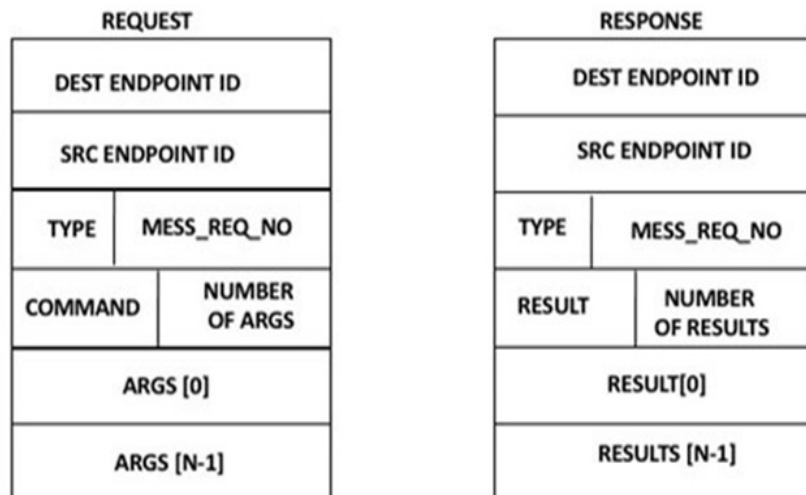 REQUEST
DEST ENDPOINT ID
SRC ENDPOINT ID
TYPE
MESS_REQ_NO
COMMAND
NUMBER
OF ARGS
ARGS [0]
ARGS [N-1]
RESPONSE
DEST ENDPOINT ID
SRC ENDPOINT ID
TYPE
MESS_REQ_NO
RESULT
NUMBER
OF RESULTS
RESULT[0]
RESULTS [N-1]